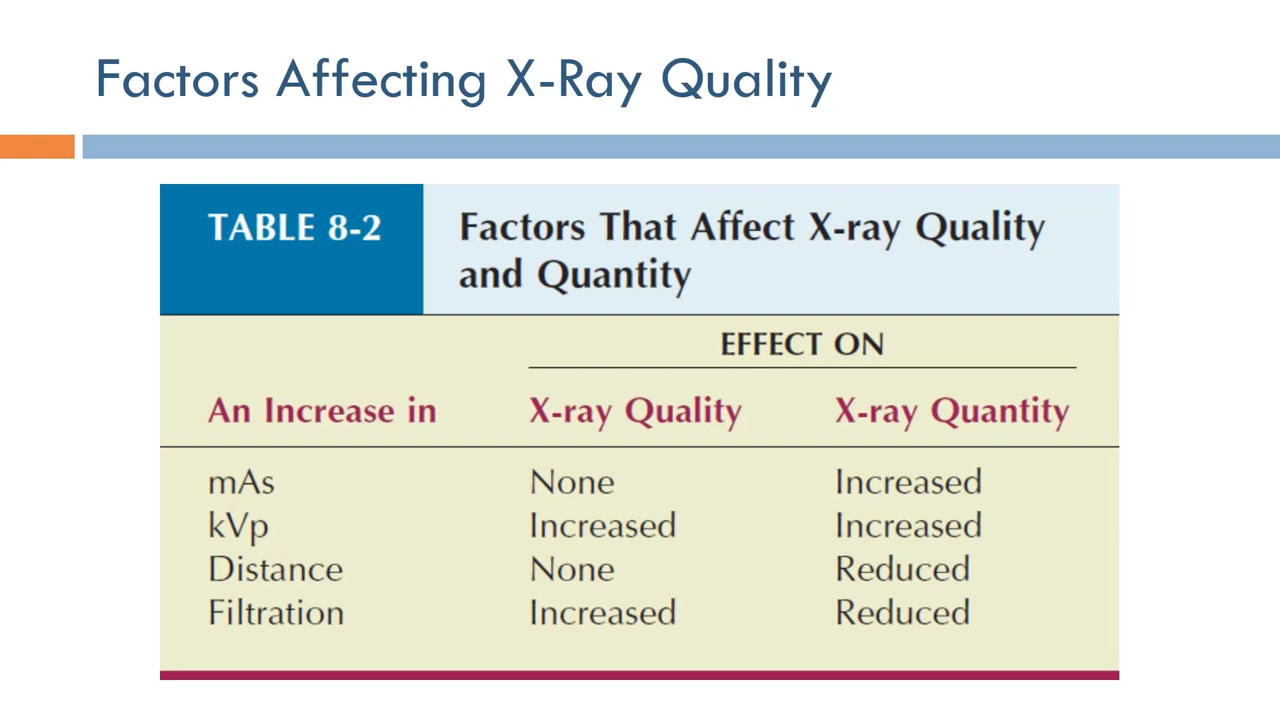 Factors Affecting X-Ray Quality
TABLE 8-2
Factors That Affect X-ray Quality
and Quantity
EFFECT ON
An Increase in X-ray Quality X-ray Quantity
mAs None Increased
kVp Increased Increased
Distance None Reduced
Filtration Increased Reduced